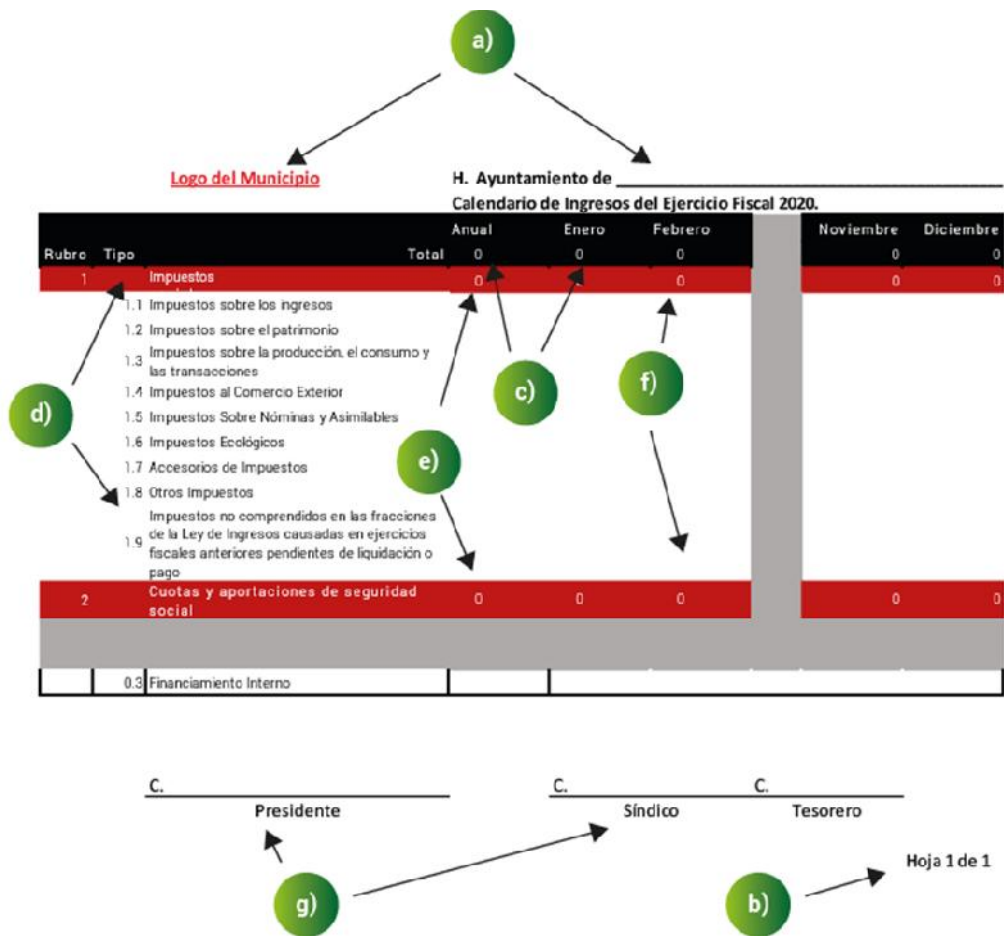 a)
Logo del Municipio
H. Ayuntamiento de
Calendario de Ingresos del Ejercicio Fiscal 2020.
Anual Enero Febrero Noviembre Diciembre
Rubro Tipo Total 0 0 0 0 0
1 Impuestos 0 0 0 0
1.1 Impuestos sobre los ingresos
1.2 Impuestos sobre el patrimonio
1.3 Impuestos sobre la producción, el consumo y
las transacciones
1.4 Impuestos al Comercio Exterior
1.5 Impuestos Sobre Nóminas y Asimilables
1.6 Impuestos Ecológicos
1.7 Accesorios de Impuestos
1.8 Otros Impuestos
1.9 Impuestos no comprendidos en las fracciones
de la Ley de Ingresos causadas en ejercicios
fiscales anteriores pendientes de liquidación o
pago
c)
f)
d)
e)
2 Cuotas y aportaciones de seguridad
social 0 0 0 0 0
0.3 Financiamiento Interno
C. C. C.
Presidente Síndico Tesorero
Hoja 1 de 1
g) b)